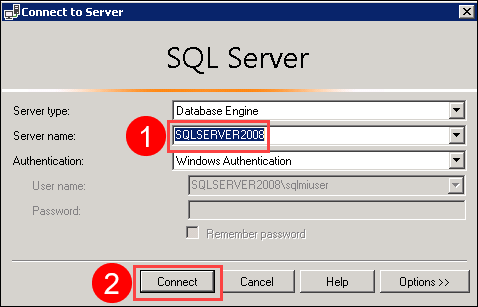 Connect to Server
SQL Server
Server type: Database Engine
Server name: 1 SQLSERVER2008
Authentication: Windows Authentication
User name: SQLSERVER2008\sqlmiuser
Password:
Remember password
2 Connect Cancel Help Options >>